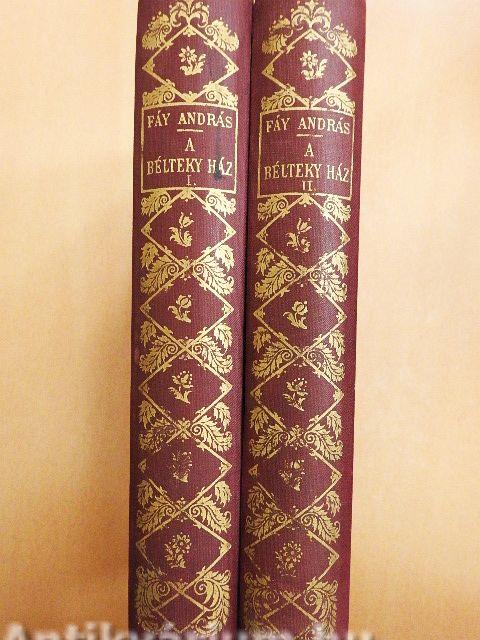 FÁY ANDRÁS
A
BÉLTEKY HÁZ
I.
FÁY ANDRÁS
A
BÉLTEKY HÁZ
II.